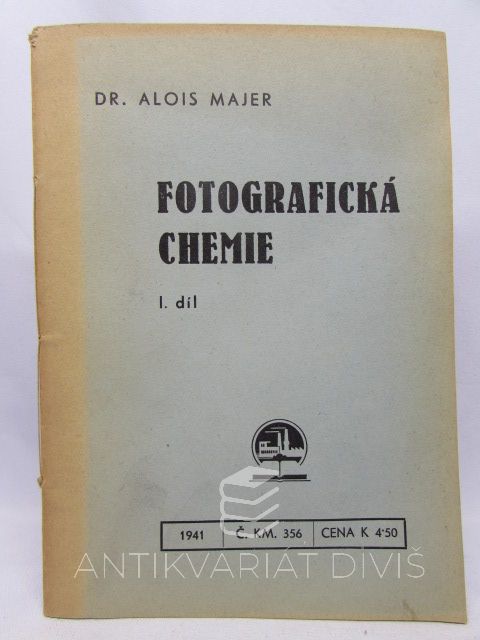 DR. ALOIS MAJER
FOTOGRAFICKÁ
CHEMIE
I. díl
1941 Č. KM. 356 CENA K 4·50
ANTIKVARIÁT DIVIŠ